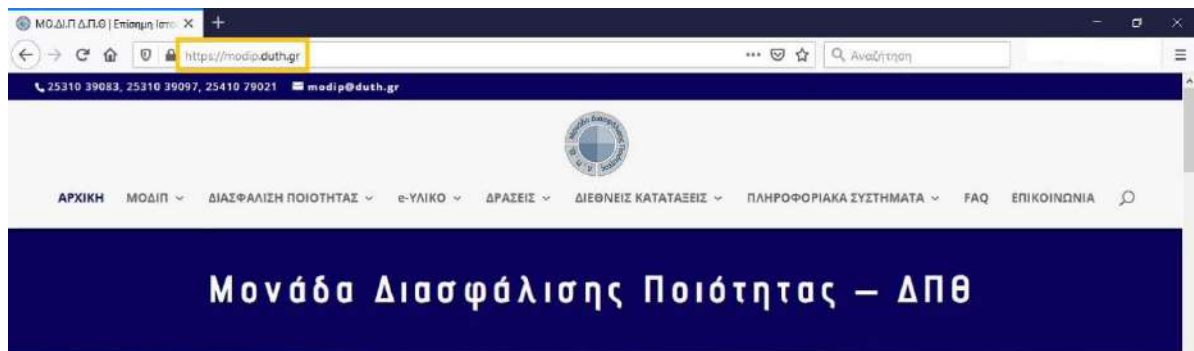 ΜΟ.ΔΙ.Π Δ.Π.Θ | Επίσημη Ιστο
https://modip.duth.gr
Αναζήτηση
25310 39083, 25310 39097, 25410 79021 modip@duth.gr
ΑΡΧΙΚΗ ΜΟΔΙΠ ΔΙΑΣΦΑΛΙΣΗ ΠΟΙΟΤΗΤΑΣ e-ΥΛΙΚΟ ΔΡΑΣΕΙΣ ΔΙΕΘΝΕΙΣ ΚΑΤΑΤΑΞΕΙΣ ΠΛΗΡΟΦΟΡΙΑΚΑ ΣΥΣΤΗΜΑΤΑ FAQ ΕΠΙΚΟΙΝΩΝΙΑ
Μονάδα Διασφάλισης Ποιότητας – ΔΠΘ